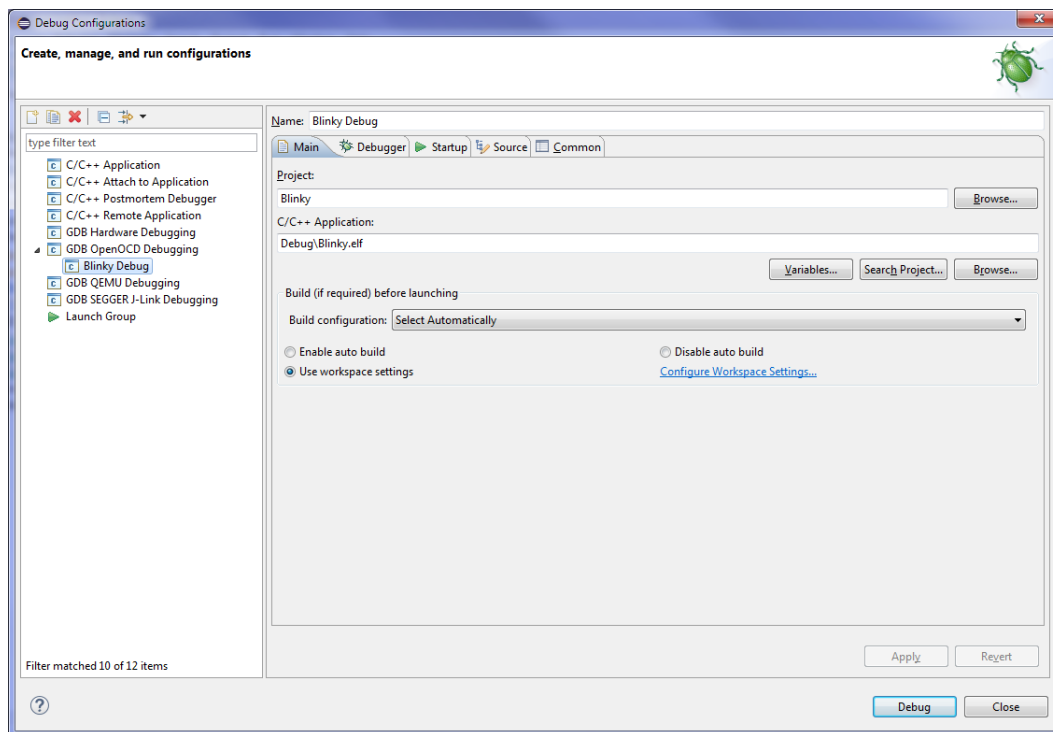 Debug Configurations
Create, manage, and run configurations
type filter text
C/C++ Application
C/C++ Attach to Application
C/C++ Postmortem Debugger
C/C++ Remote Application
GDB Hardware Debugging
GDB OpenOCD Debugging
Blinky Debug
GDB QEMU Debugging
GDB SEGGER J-Link Debugging
Launch Group
Filter matched 10 of 12 items
Name: Blinky Debug
Main Debugger Startup Source Common
Project:
Blinky Browse...
C/C++ Application:
Debug\Blinky.elf
Variables... Search Project... Browse...
Build (if required) before launching
Build configuration: Select Automatically
Enable auto build Disable auto build
Use workspace settings Configure Workspace Settings...
Apply Revert
Debug Close